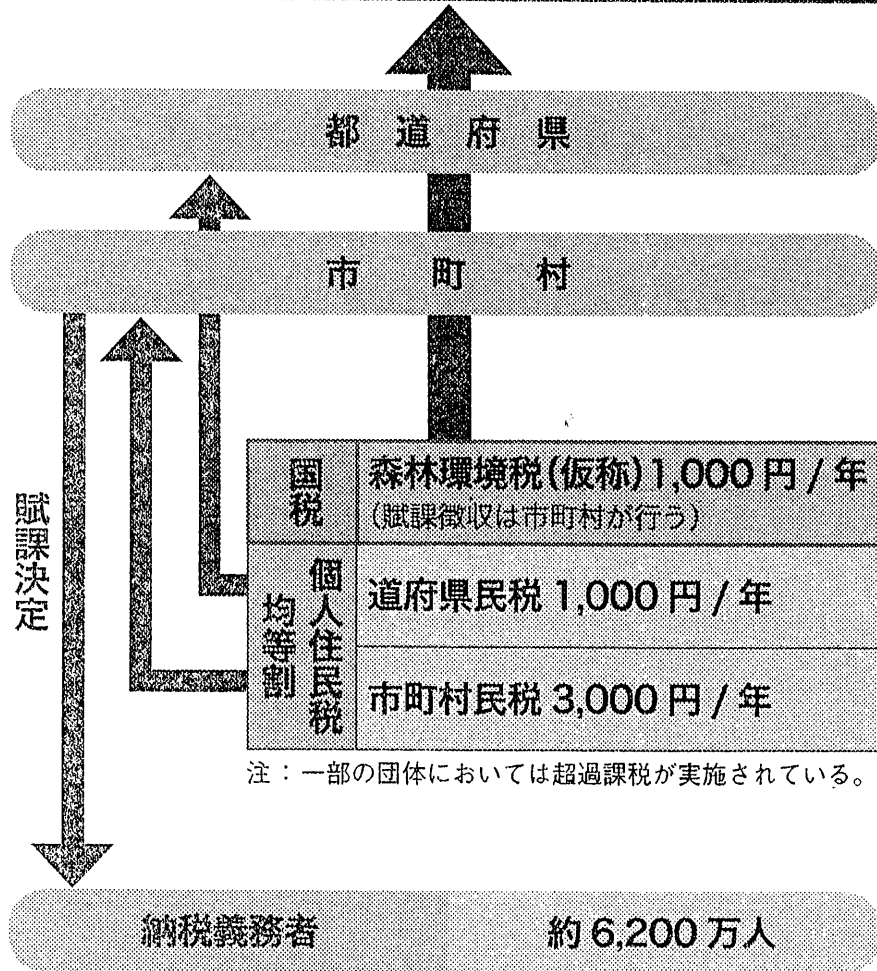 都道府県
市町村
賦課決定
国税
森林環境税(仮称)1,000円/年
(賦課徴収は市町村が行う)
個人住民税
均等割
道府県民税 1,000円/年
市町村民税 3,000円/年
注:一部の団体においては超過課税が実施されている。
納税義務者 約6,200万人